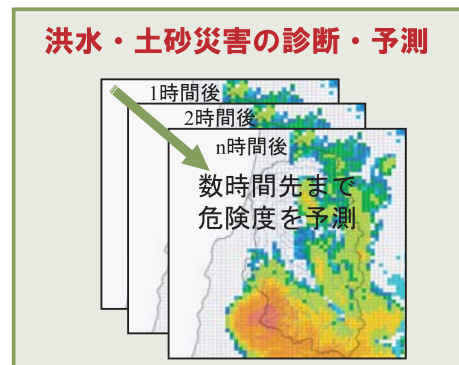 洪水・土砂災害の診断・予測
1時間後
2時間後
n時間後
数時間先まで
危険度を予測